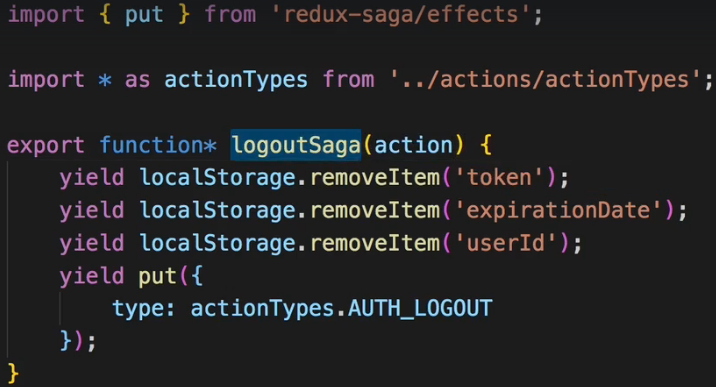 import { put } from 'redux-saga/effects';
import * as actionTypes from '../actions/actionTypes';
export function* logoutSaga(action) {
yield localStorage.removeItem('token');
yield localStorage.removeItem('expirationDate');
yield localStorage.removeItem('userId');
yield put({
type: actionTypes.AUTH_LOGOUT
});
}